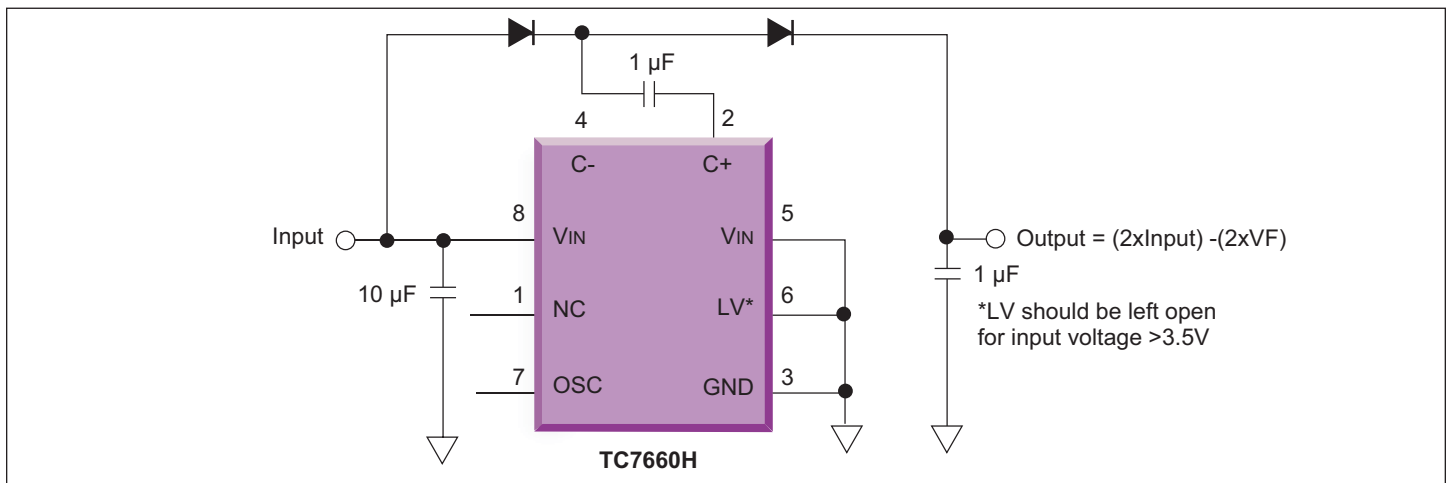 1 µF
4
2
C-
C+
8
5
Input
VIN
VIN
Output = (2xInput) -(2xVF)
10 µF
1 µF
1
6
NC
LV*
*LV should be left open
for input voltage >3.5V
7
3
OSC
GND
TC7660H